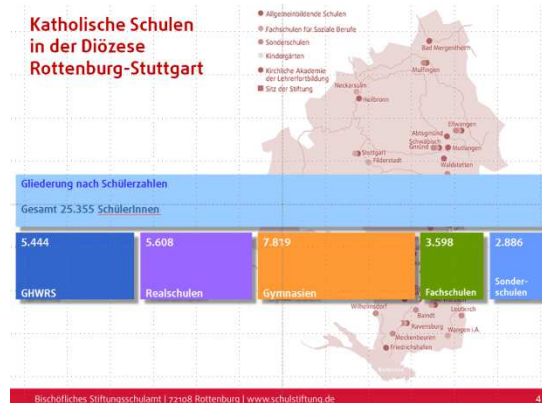 Katholische Schulen
in der Diözese
Rottenburg-Stuttgart
Allgemeinbildende Schulen
Fachschulen für Soziale Berufe
Sonderschulen
Kindergärten
Kirchliche Akademie
der Lehrerfortbildung
Sitz der Stiftung
Bad Mergentheim
Mulfingen
Neckarsulm
Heilbronn
Ellwangen
Abtsgmünd
Schwäbisch
Gmünd
Mutlangen
Stuttgart
Filderstadt
Waldstetten
Gliederung nach Schülerzahlen
Gesamt 25.355 SchülerInnen
5.444
GHWRS
5.608
Realschulen
7.819
Gymnasien
3.598
Fachschulen
2.886
Sonder-
schulen
Wilhelmsdorf
Baindt
Ravensburg
Wangen i.A.
Meckenbeuren
Friedrichshafen
Bischöfliches Stiftungsschulamt | 72108 Rottenburg | www.schulstiftung.de
4